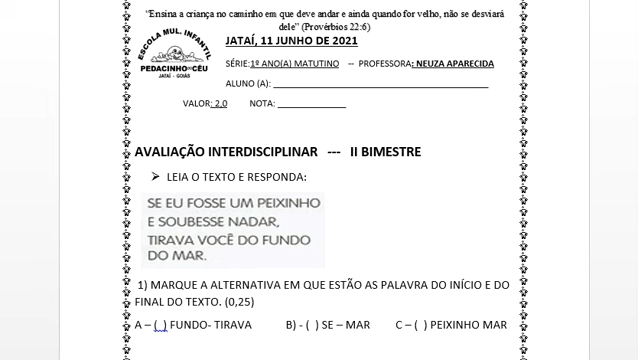 “Ensina a criança no caminho em que deve andar e ainda quando for velho, não se desviará
dele” (Provérbios 22:6)
ESCOLA MUL. INFANTIL
PEDACINHO DO CÉU
JATAÍ - GOIÁS
JATAÍ, 11 JUNHO DE 2021
SÉRIE:1º ANO(A) MATUTINO -- PROFESSORA: NEUZA APARECIDA
ALUNO (A): ______________________
VALOR: 2,0 NOTA: ______________
AVALIAÇÃO INTERDISCIPLINAR --- II BIMESTRE
➢ LEIA O TEXTO E RESPONDA:
SE EU FOSSE UM PEIXINHO
E SOUBESSE NADAR,
TIRAVA VOCÊ DO FUNDO
DO MAR.
1) MARQUE A ALTERNATIVA EM QUE ESTÃO AS PALAVRA DO INÍCIO E DO
FINAL DO TEXTO. (0,25)
A – ( ) FUNDO- TIRAVA B) - ( ) SE – MAR C – ( ) PEIXINHO MAR